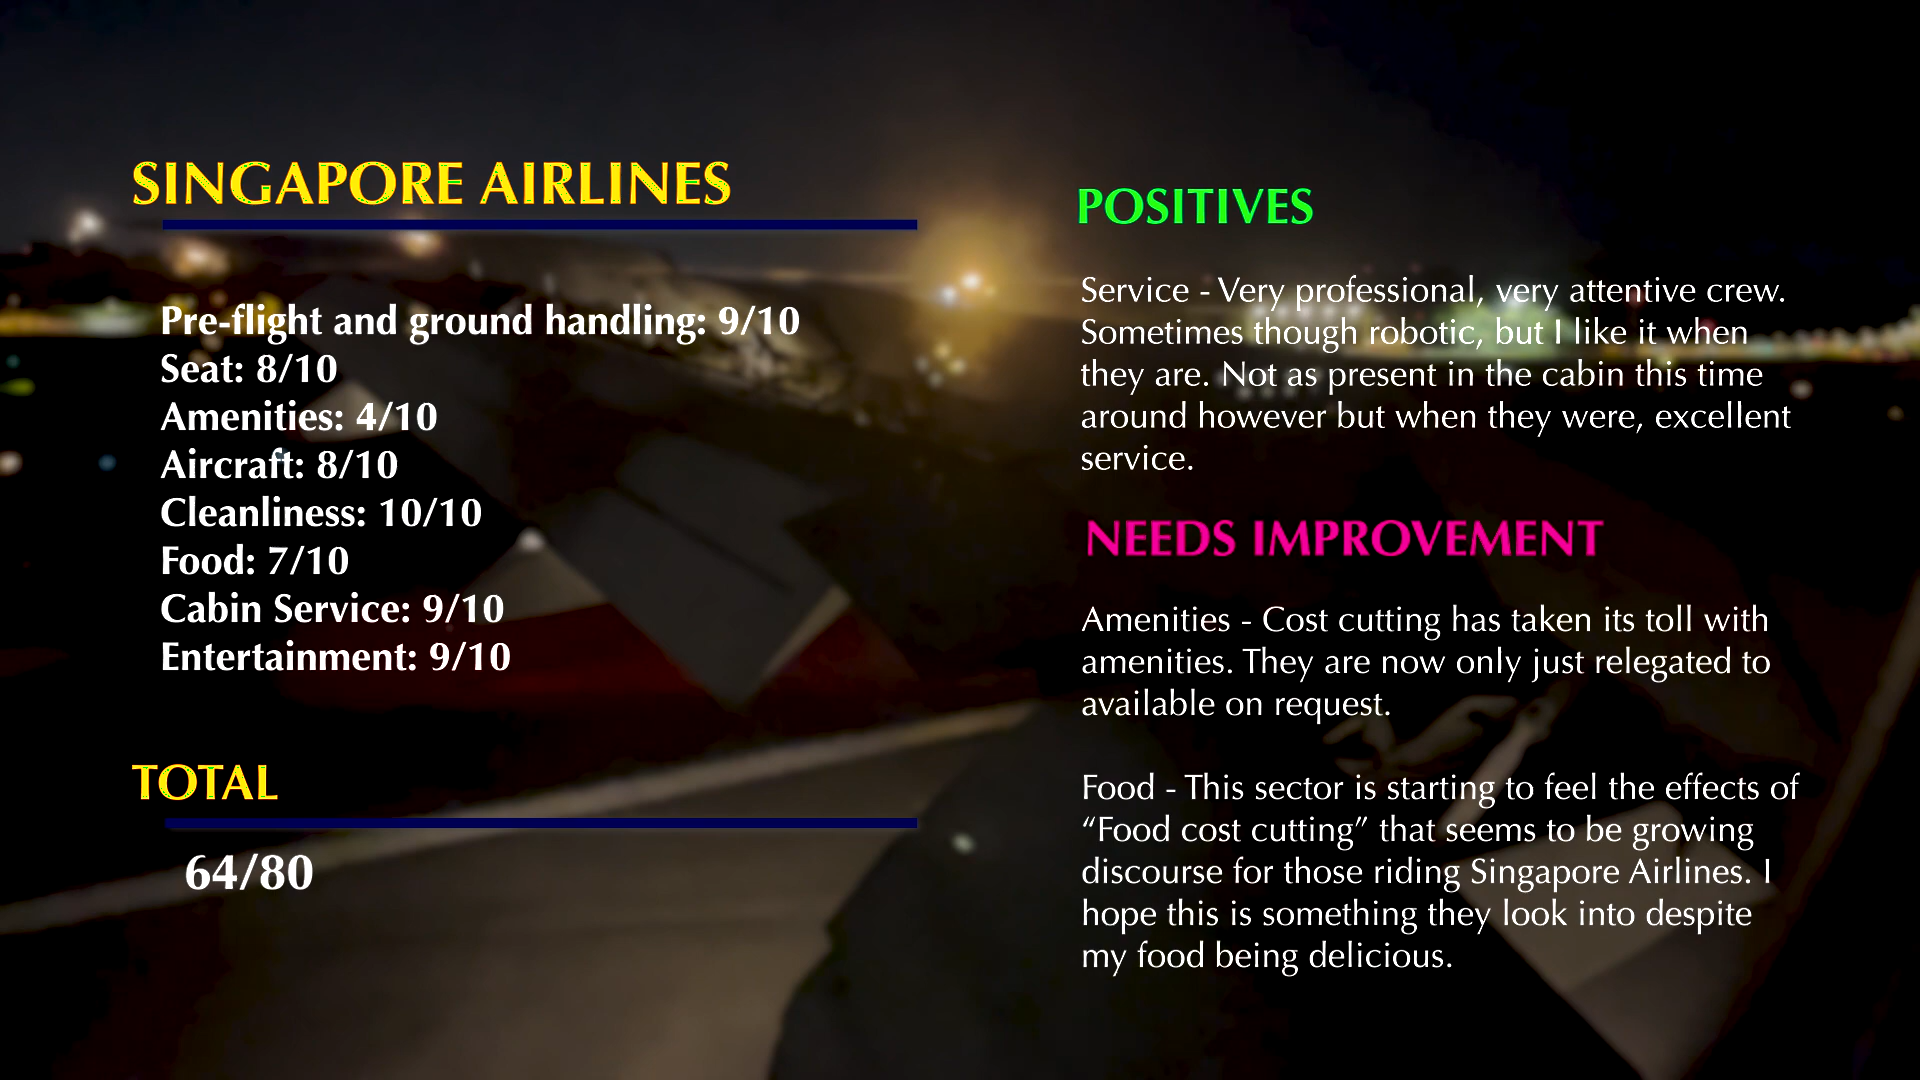 SINGAPORE AIRLINES
Pre-flight and ground handling: 9/10
Seat: 8/10
Amenities: 4/10
Aircraft: 8/10
Cleanliness: 10/10
Food: 7/10
Cabin Service: 9/10
Entertainment: 9/10
TOTAL
64/80
POSITIVES
Service - Very professional, very attentive crew.
Sometimes though robotic, but I like it when
they are. Not as present in the cabin this time
around however but when they were, excellent
service.
NEEDS IMPROVEMENT
Amenities - Cost cutting has taken its toll with
amenities. They are now only just relegated to
available on request.
Food - This sector is starting to feel the effects of
“Food cost cutting” that seems to be growing
discourse for those riding Singapore Airlines. I
hope this is something they look into despite
my food being delicious.